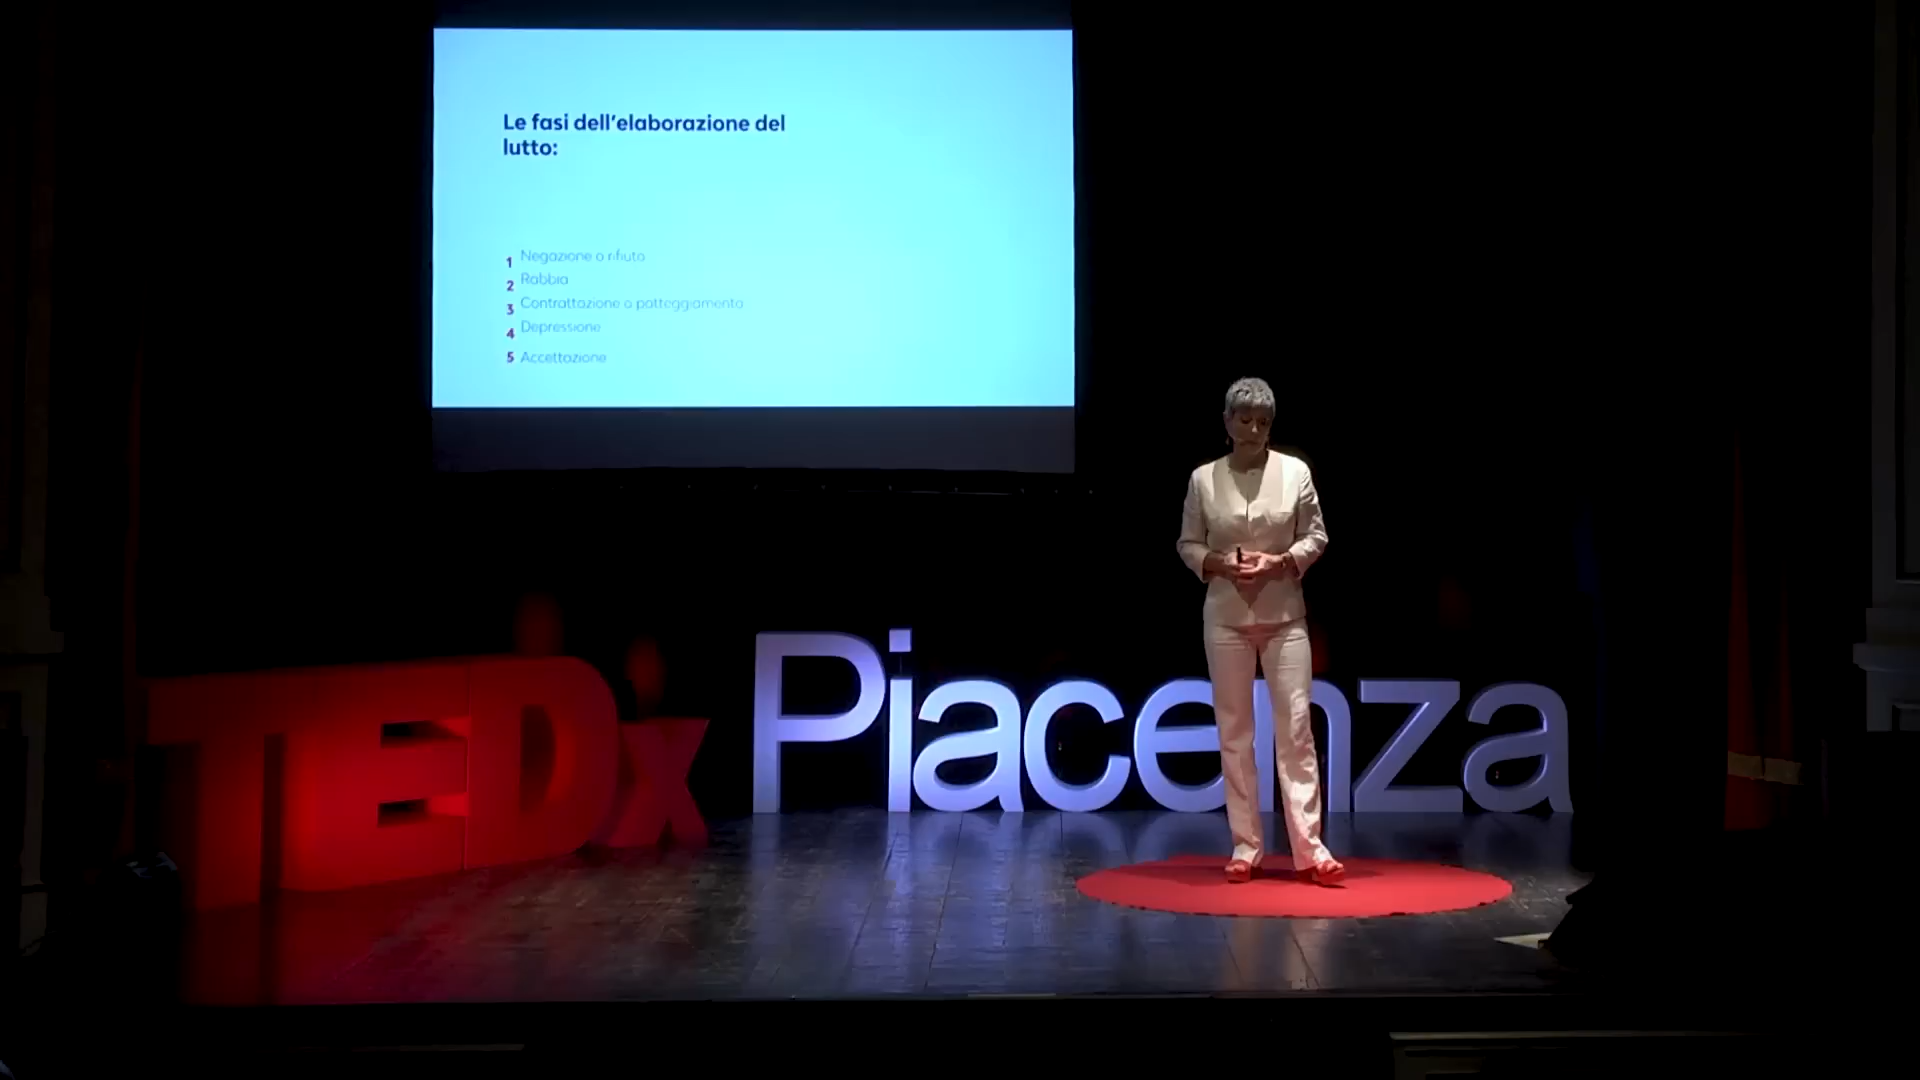 Le fasi dell'elaborazione del
lutto:
1 Negazione o rifiuto
2 Rabbia
3 Contrattazione o patteggiamento
4 Depressione
5 Accettazione
TEDx Piacenza